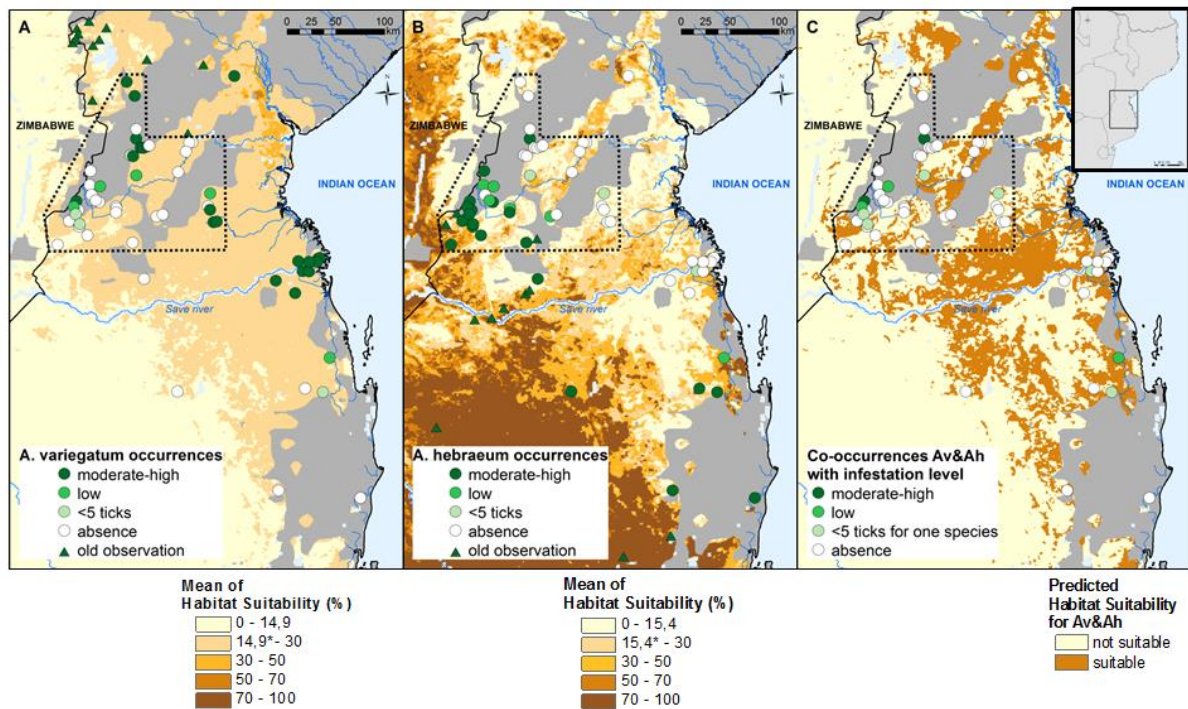 A
0 50 100
km
N
ZIMBABWE
INDIAN OCEAN
Save river
A. variegatum occurrences
moderate-high
low
<5 ticks
absence
old observation
Mean of
Habitat Suitability (%)
0 - 14,9
14,9*- 30
30 - 50
50 - 70
70 - 100
B
0 50 100
km
N
ZIMBABWE
INDIAN OCEAN
Save river
A. hebraeum occurrences
moderate-high
low
<5 ticks
absence
old observation
Mean of
Habitat Suitability (%)
0 - 15,4
15,4* - 30
30 - 50
50 - 70
70 - 100
C
ZIMBABWE
INDIAN OCEAN
Save river
Co-occurrences Av&Ah
with infestation level
moderate-high
low
<5 ticks for one species
absence
Predicted
Habitat Suitability
for Av&Ah
not suitable
suitable